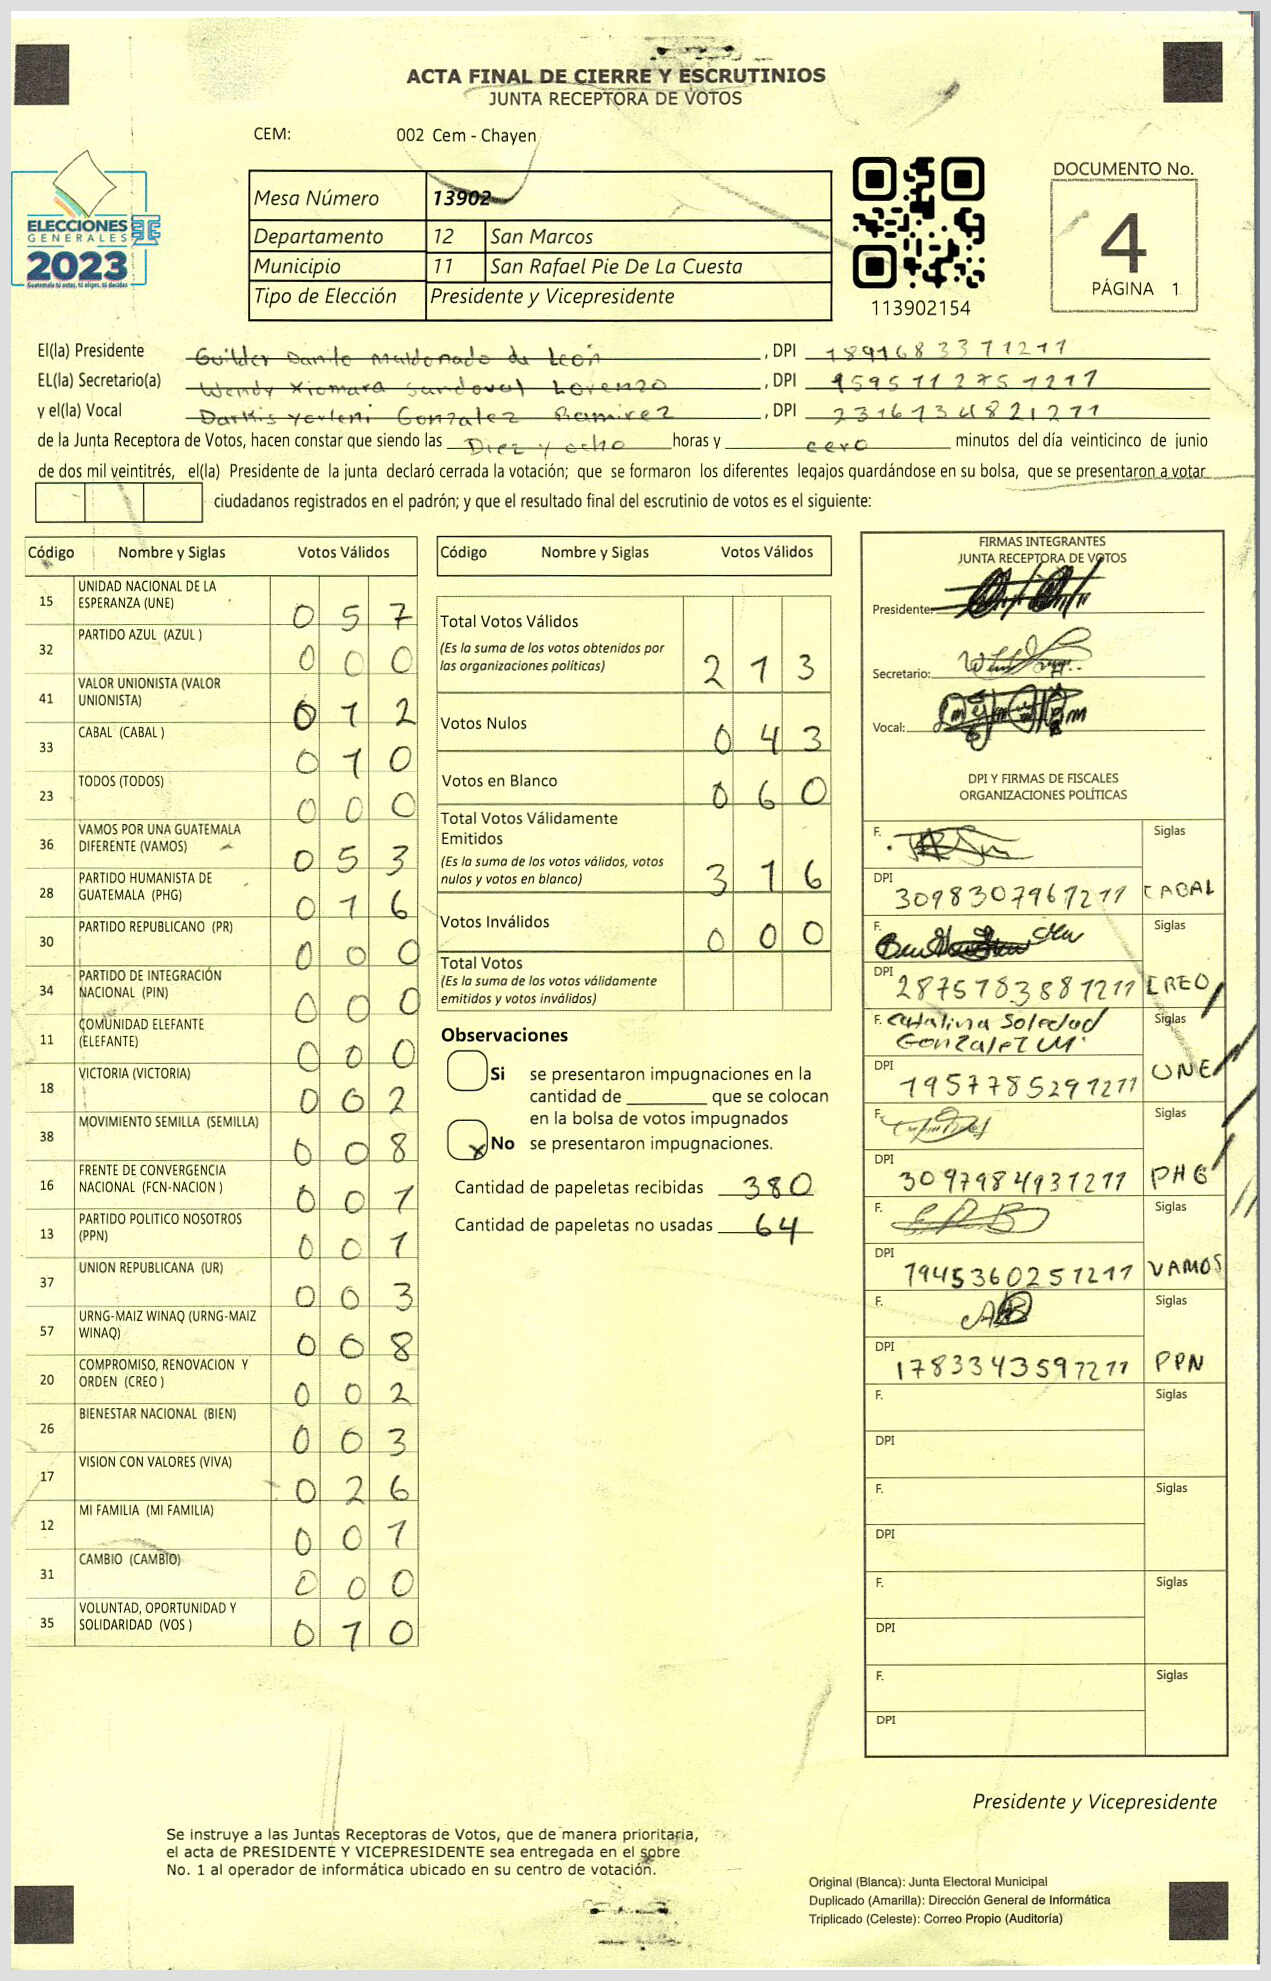 ACTA FINAL DE CIERRE Y ESCRUTINIOS
JUNTA RECEPTORA DE VOTOS
CEM: 002 Cem - Chayen
ELECCIONES
GENERALES
2023
Guatemala tú votas, tú eliges, tú decides
Mesa Número 13902
Departamento 12 San Marcos
Municipio 11 San Rafael Pie De La Cuesta
Tipo de Elección Presidente y Vicepresidente
113902154
DOCUMENTO No.
4
PÁGINA 1
El(la) Presidente Guilder Danilo Maldonado de León , DPI 1891683371211
EL(la) Secretario(a) Wendy Xiomara Sandoval Lorenzo , DPI 1595112751217
y el(la) Vocal Darkis Yorleni Gonzalez Ramirez , DPI 2316134821211
de la Junta Receptora de Votos, hacen constar que siendo las Diez y ocho horas y cero minutos del día veinticinco de junio
de dos mil veintitrés, el(la) Presidente de la junta declaró cerrada la votación; que se formaron los diferentes legajos quardándose en su bolsa, que se presentaron a votar
ciudadanos registrados en el padrón; y que el resultado final del escrutinio de votos es el siguiente:
Código Nombre y Siglas Votos Válidos
15 UNIDAD NACIONAL DE LA
ESPERANZA (UNE) 0 5 7
32 PARTIDO AZUL (AZUL ) 0 0 0
41 VALOR UNIONISTA (VALOR
UNIONISTA) 0 1 2
33 CABAL (CABAL ) 0 1 0
23 TODOS (TODOS) 0 0 0
36 VAMOS POR UNA GUATEMALA
DIFERENTE (VAMOS) 0 5 3
28 PARTIDO HUMANISTA DE
GUATEMALA (PHG) 0 1 6
30 PARTIDO REPUBLICANO (PR) 0 0 0
34 PARTIDO DE INTEGRACIÓN
NACIONAL (PIN) 0 0 0
11 COMUNIDAD ELEFANTE
(ELEFANTE) 0 0 0
18 VICTORIA (VICTORIA) 0 0 2
38 MOVIMIENTO SEMILLA (SEMILLA) 0 0 8
16 FRENTE DE CONVERGENCIA
NACIONAL (FCN-NACION ) 0 0 1
13 PARTIDO POLITICO NOSOTROS
(PPN) 0 0 1
37 UNION REPUBLICANA (UR) 0 0 3
57 URNG-MAIZ WINAQ (URNG-MAIZ
WINAQ) 0 0 8
20 COMPROMISO, RENOVACION Y
ORDEN (CREO ) 0 0 2
26 BIENESTAR NACIONAL (BIEN) 0 0 3
17 VISION CON VALORES (VIVA) 0 2 6
12 MI FAMILIA (MI FAMILIA) 0 0 1
31 CAMBIO (CAMBIO) 0 0 0
35 VOLUNTAD, OPORTUNIDAD Y
SOLIDARIDAD (VOS ) 0 1 0
Código Nombre y Siglas Votos Válidos
Total Votos Válidos
(Es la suma de los votos obtenidos por
las organizaciones políticas) 2 1 3
Votos Nulos 0 4 3
Votos en Blanco 0 6 0
Total Votos Válidamente
Emitidos
(Es la suma de los votos válidos, votos
nulos y votos en blanco) 3 1 6
Votos Inválidos 0 0 0
Total Votos
(Es la suma de los votos válidamente
emitidos y votos inválidos)
Observaciones
Si se presentaron impugnaciones en la
cantidad de ________ que se colocan
en la bolsa de votos impugnados
x No se presentaron impugnaciones.
Cantidad de papeletas recibidas 380
Cantidad de papeletas no usadas 64
FIRMAS INTEGRANTES
JUNTA RECEPTORA DE VOTOS
Presidente:
Secretario:
Vocal:
DPI Y FIRMAS DE FISCALES
ORGANIZACIONES POLÍTICAS
F. Siglas
DPI 3098307961211 CABAL
F. Siglas
DPI 2875783881211 CREO
F. Catalina Soledad Siglas
Gonzalez M.
DPI 1957785291211 UNE
F. Siglas
DPI 3097984931211 PHG
F. Siglas
DPI 1945360251211 VAMOS
F. Siglas
DPI 1783343591211 PPN
F. Siglas
DPI
F. Siglas
DPI
F. Siglas
DPI
F. Siglas
DPI
Presidente y Vicepresidente
Se instruye a las Juntas Receptoras de Votos, que de manera prioritaria,
el acta de PRESIDENTE Y VICEPRESIDENTE sea entregada en el sobre
No. 1 al operador de informática ubicado en su centro de votación.
Original (Blanca): Junta Electoral Municipal
Duplicado (Amarilla): Dirección General de Informática
Triplicado (Celeste): Correo Propio (Auditoría)